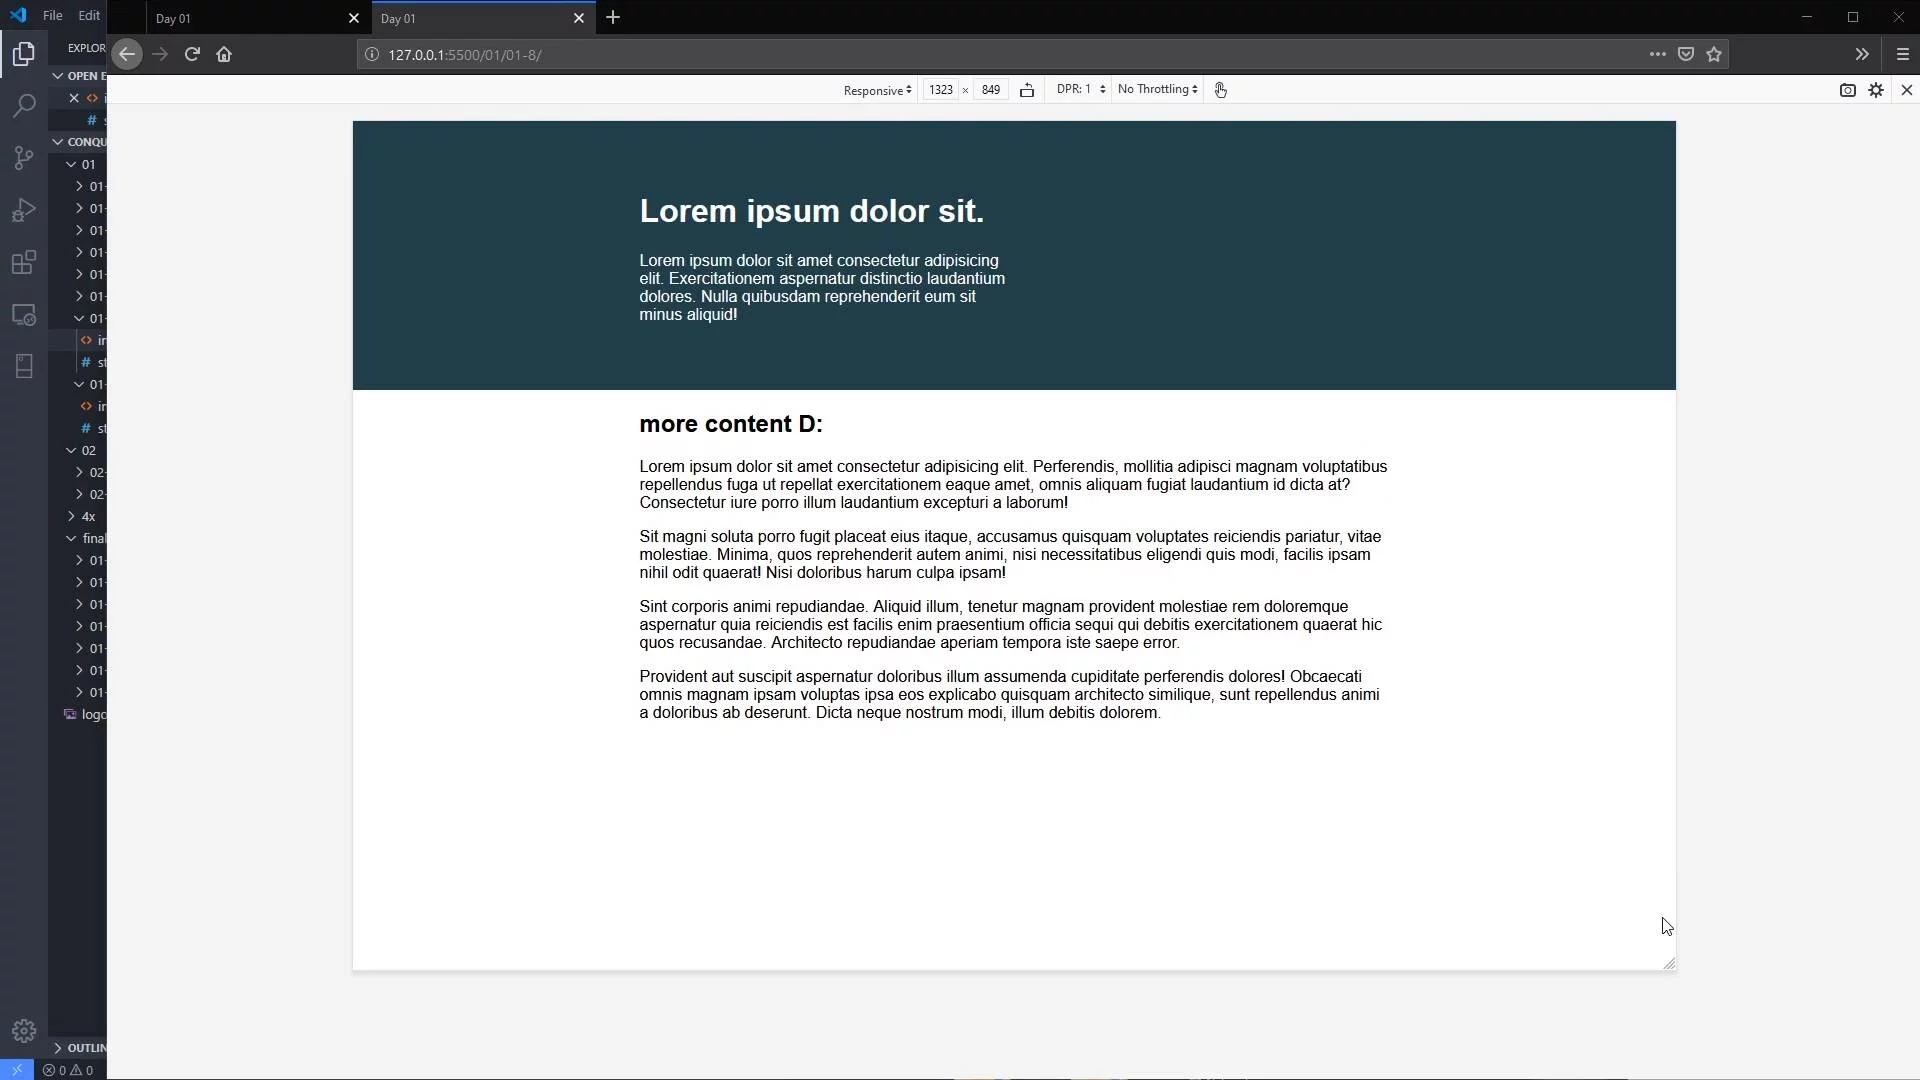 File Edit
Day 01
Day 01
EXPLOR
127.0.0.1:5500/01/01-8/
OPEN E
Responsive 1323 × 849 DPR: 1 No Throttling
CONQU
01
01-
01-
01-
01-
01-
01-
01-
in
st
01-
in
st
02
02-
02-
4x
final
01-
01-
01-
01-
01-
01-
01-
logo
OUTLIN
0 0
Lorem ipsum dolor sit.
Lorem ipsum dolor sit amet consectetur adipisicing
elit. Exercitationem aspernatur distinctio laudantium
dolores. Nulla quibusdam reprehenderit eum sit
minus aliquid!
more content D:
Lorem ipsum dolor sit amet consectetur adipisicing elit. Perferendis, mollitia adipisci magnam voluptatibus
repellendus fuga ut repellat exercitationem eaque amet, omnis aliquam fugiat laudantium id dicta at?
Consectetur iure porro illum laudantium excepturi a laborum!
Sit magni soluta porro fugit placeat eius itaque, accusamus quisquam voluptates reiciendis pariatur, vitae
molestiae. Minima, quos reprehenderit autem animi, nisi necessitatibus eligendi quis modi, facilis ipsam
nihil odit quaerat! Nisi doloribus harum culpa ipsam!
Sint corporis animi repudiandae. Aliquid illum, tenetur magnam provident molestiae rem doloremque
aspernatur quia reiciendis est facilis enim praesentium officia sequi qui debitis exercitationem quaerat hic
quos recusandae. Architecto repudiandae aperiam tempora iste saepe error.
Provident aut suscipit aspernatur doloribus illum assumenda cupiditate perferendis dolores! Obcaecati
omnis magnam ipsam voluptas ipsa eos explicabo quisquam architecto similique, sunt repellendus animi
a doloribus ab deserunt. Dicta neque nostrum modi, illum debitis dolorem.